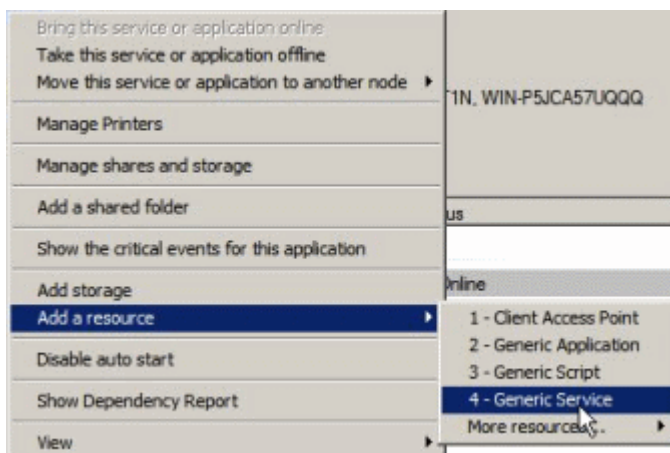 Bring this service or application online
Take this service or application offline
Move this service or application to another node
T1N, WIN-P5JCA57UQQQ
Manage Printers
Manage shares and storage
Add a shared folder
us
Show the critical events for this application
Add storage
Online
Add a resource
1 - Client Access Point
2 - Generic Application
Disable auto start
3 - Generic Script
4 - Generic Service
Show Dependency Report
More resources...
View